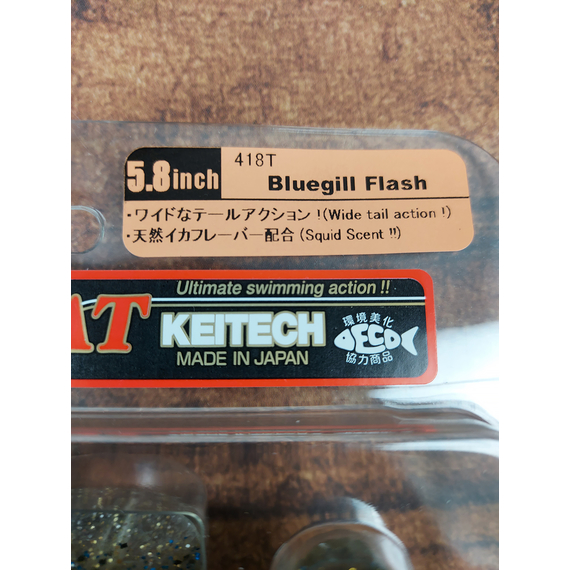 5.8inch
418T
Bluegill Flash
・ワイドなテールアクション！(Wide tail action !)
・天然イカフレーバー配合 (Squid Scent !!)
Ultimate swimming action !!
AT KEITECH
MADE IN JAPAN
環境美化
FECO
協力商品